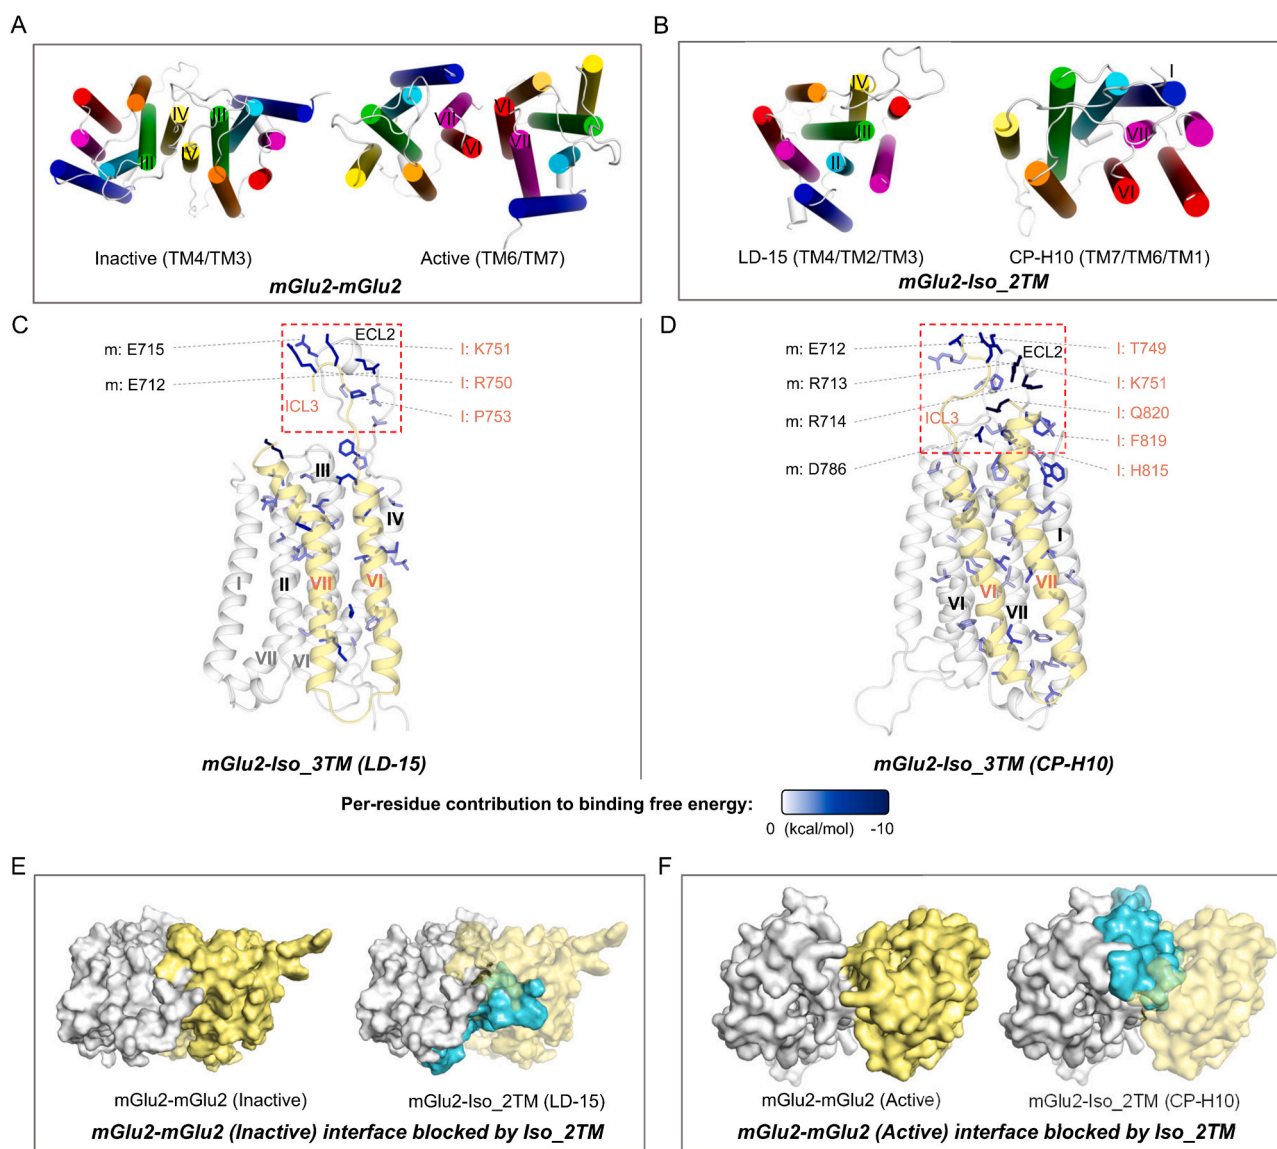 A
B
IV
III
III
IV
VII
VI
VI
VII
IV
III
II
I
VII
VI
Inactive (TM4/TM3)
Active (TM6/TM7)
mGlu2-mGlu2
LD-15 (TM4/TM2/TM3)
CP-H10 (TM7/TM6/TM1)
mGlu2-Iso_2TM
C
D
ECL2
m: E715
I: K751
m: E712
I: R750
ICL3
I: P753
III
IV
I
II
VII
VI
VII
VI
m: E712
I: T749
ECL2
m: R713
I: K751
m: R714
ICL3
I: Q820
I: F819
m: D786
I: H815
I
VI
VII
VI
VII
mGlu2-Iso_3TM (LD-15)
mGlu2-Iso_3TM (CP-H10)
Per-residue contribution to binding free energy:
0 (kcal/mol) -10
E
F
mGlu2-mGlu2 (Inactive)
mGlu2-Iso_2TM (LD-15)
mGlu2-mGlu2 (Inactive) interface blocked by Iso_2TM
mGlu2-mGlu2 (Active)
mGlu2-Iso_2TM (CP-H10)
mGlu2-mGlu2 (Active) interface blocked by Iso_2TM